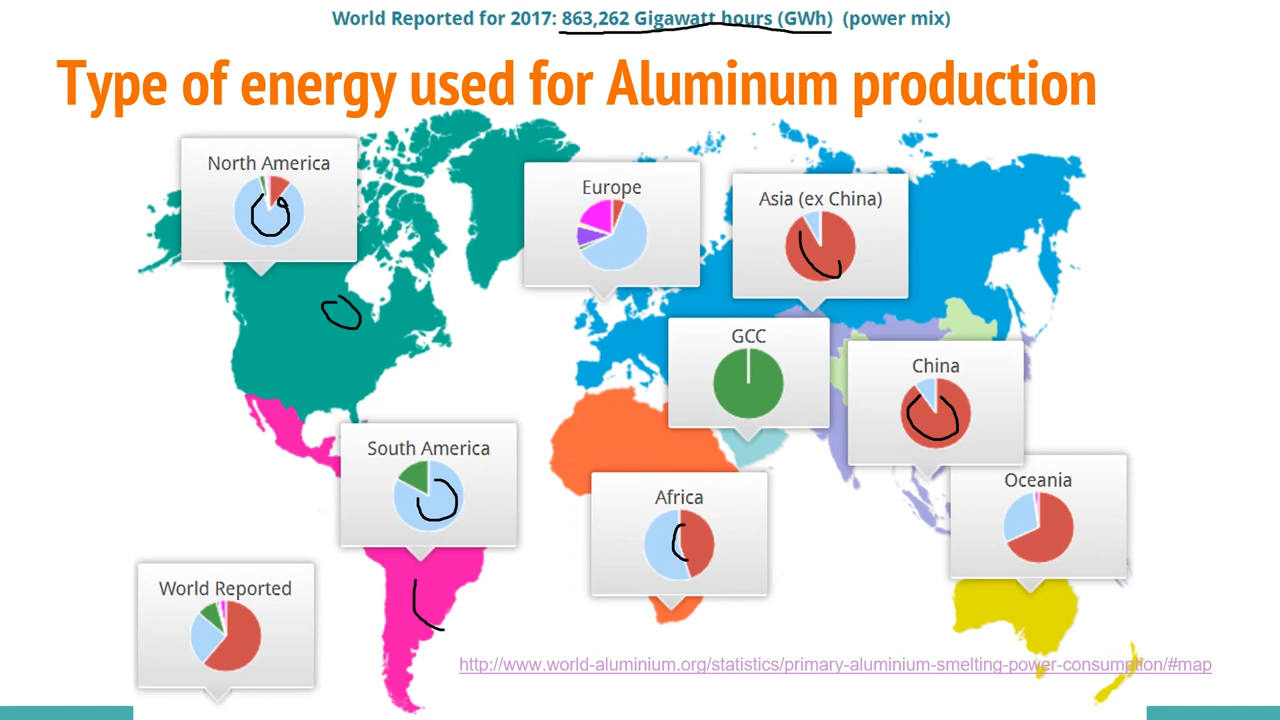 World Reported for 2017: 863,262 Gigawatt hours (GWh) (power mix)
Type of energy used for Aluminum production
North America
Europe
Asia (ex China)
GCC
China
South America
Africa
Oceania
World Reported
http://www.world-aluminium.org/statistics/primary-aluminium-smelting-power-consumption/#map